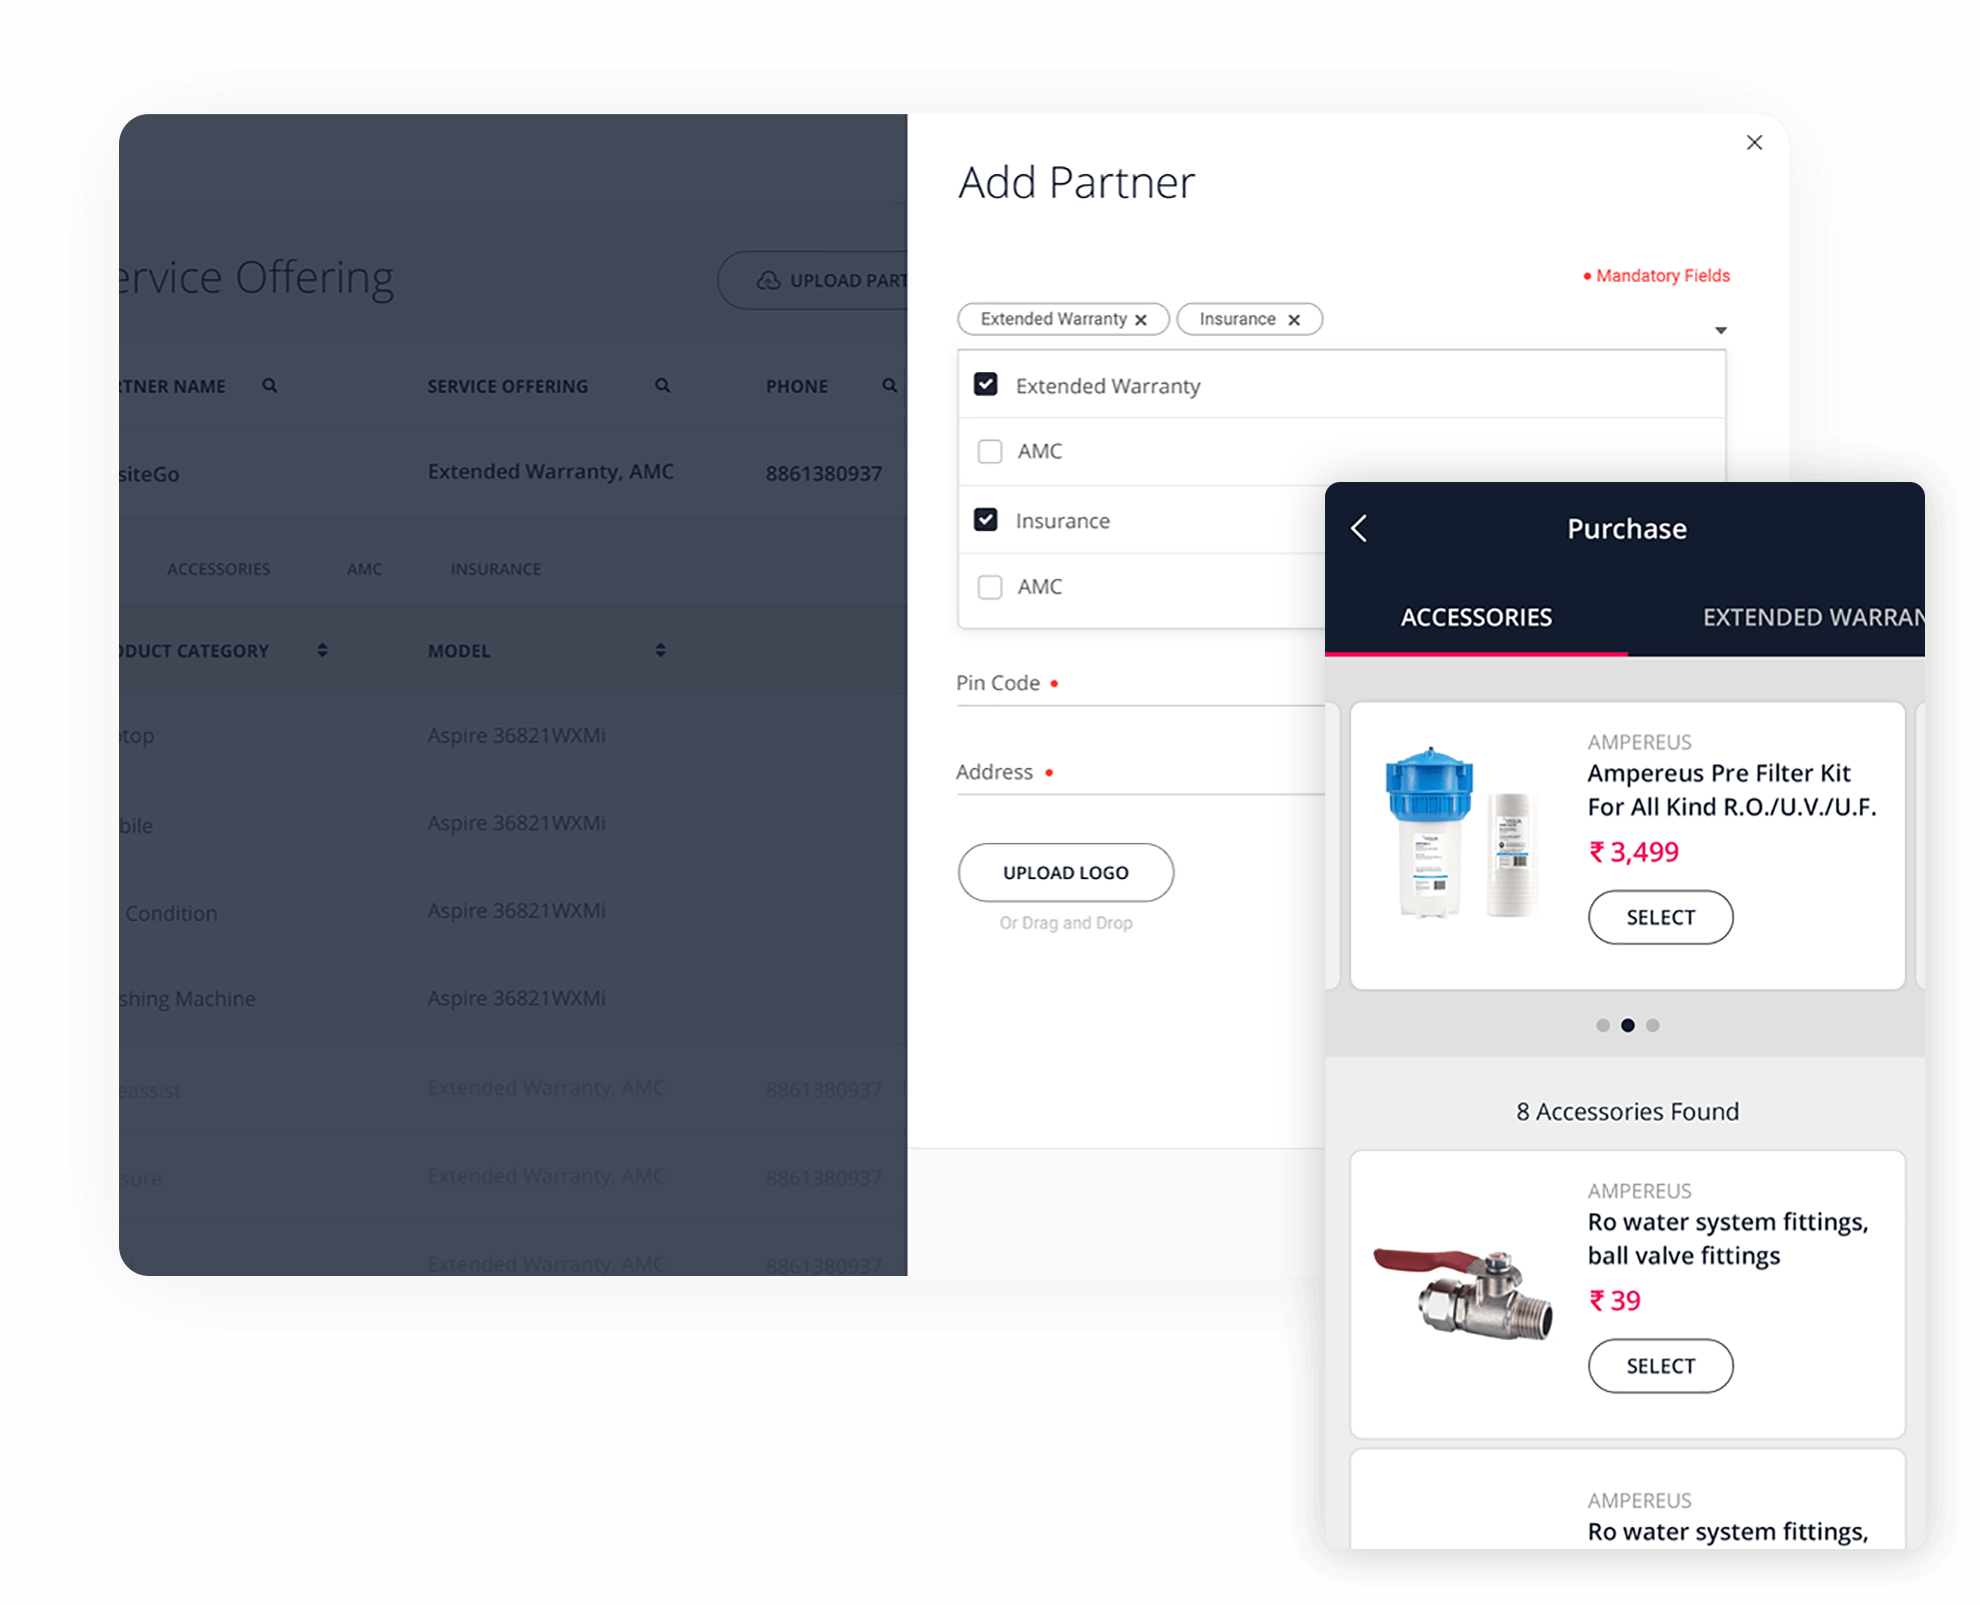 ervice Offering
UPLOAD PART
RTNER NAME
SERVICE OFFERING
PHONE
siteGo
Extended Warranty, AMC
8861380937
ACCESSORIES
AMC
INSURANCE
DUCT CATEGORY
MODEL
top
Aspire 36821WXMi
bile
Aspire 36821WXMi
Condition
Aspire 36821WXMi
shing Machine
Aspire 36821WXMi
eassist
Extended Warranty, AMC
8861380937
sure
Extended Warranty, AMC
8861380937
Extended Warranty, AMC
8861380937
Add Partner
Mandatory Fields
Extended Warranty
Insurance
Extended Warranty
AMC
Insurance
AMC
Pin Code
Address
UPLOAD LOGO
Or Drag and Drop
Purchase
ACCESSORIES
EXTENDED WARRAN
AMPEREUS
Ampereus Pre Filter Kit
For All Kind R.O./U.V./U.F.
₹ 3,499
SELECT
8 Accessories Found
AMPEREUS
Ro water system fittings,
ball valve fittings
₹ 39
SELECT
AMPEREUS
Ro water system fittings,